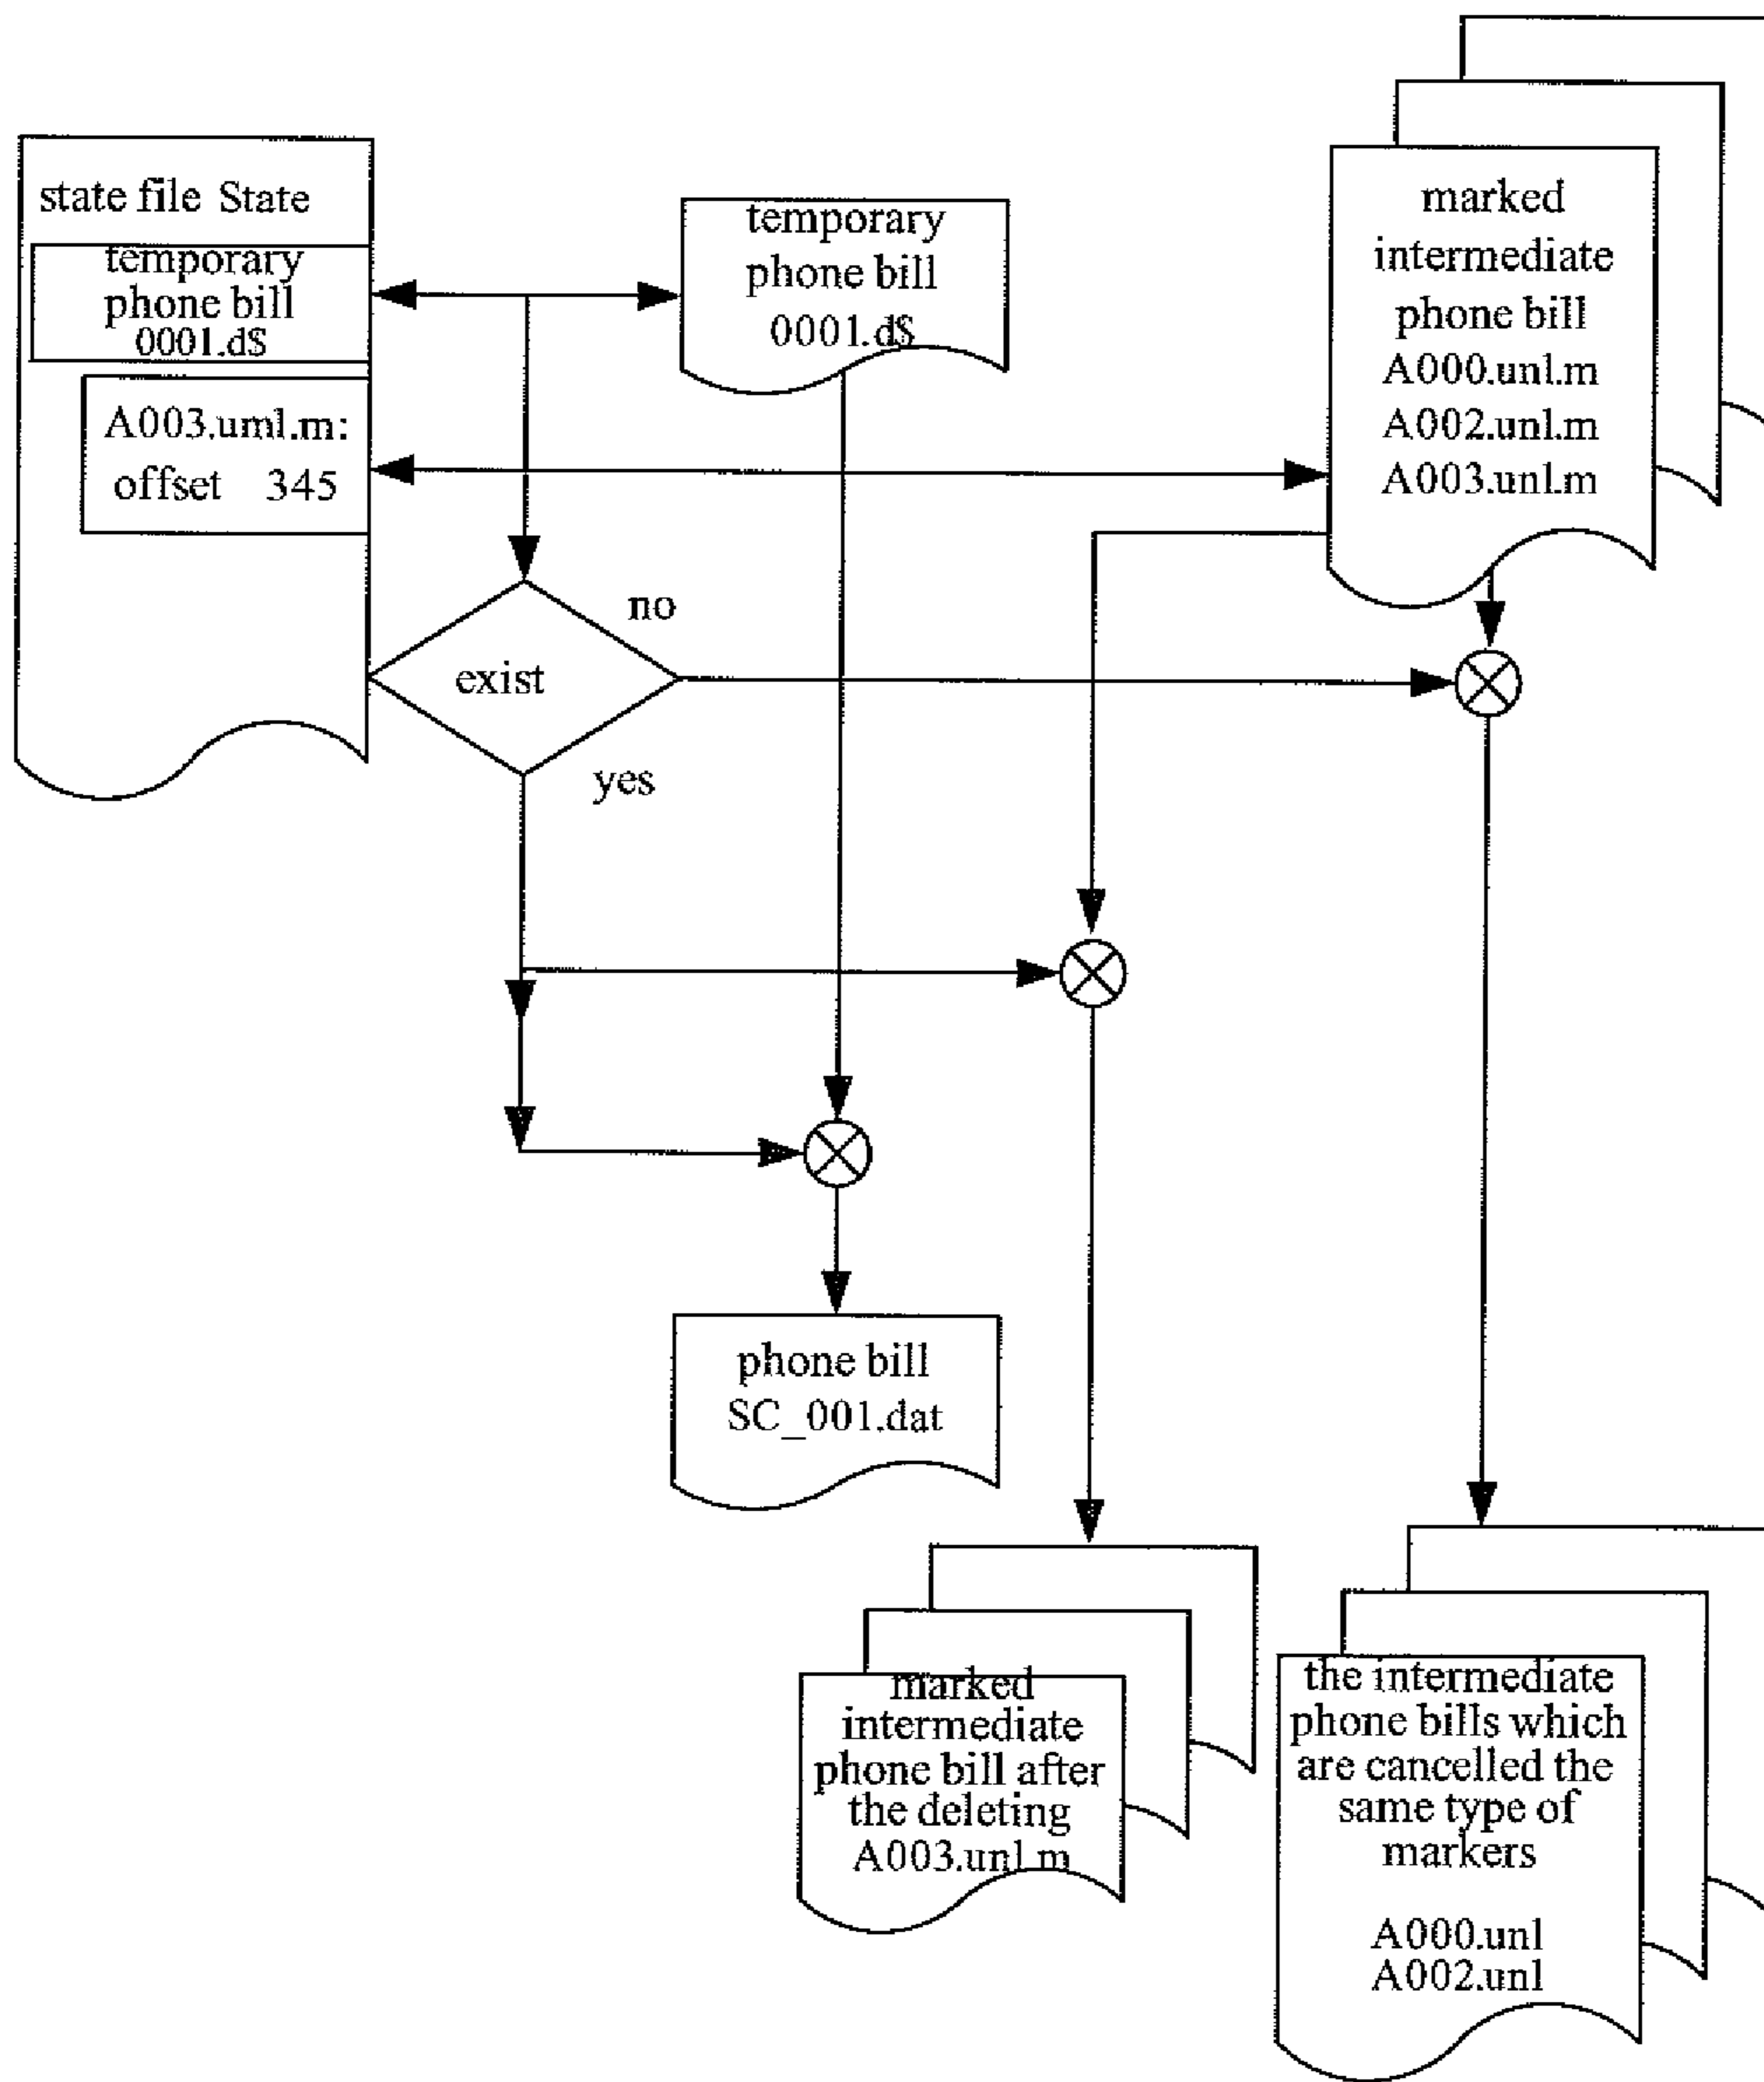 state file State
temporary
phone bill
0001.d$
A003.uml.m:
offset 345
temporary
phone bill
0001.d$
marked
intermediate
phone bill
A000.unl.m
A002.unl.m
A003.unl.m
no
exist
yes
phone bill
SC_001.dat
marked
intermediate
phone bill after
the deleting
A003.unl.m
the intermediate
phone bills which
are cancelled the
same type of
markers
A000.unl
A002.unl